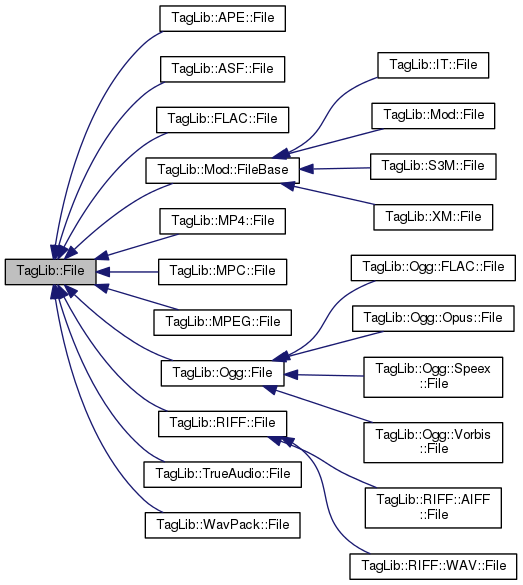 TagLib::APE::File
TagLib::ASF::File
TagLib::FLAC::File
TagLib::Mod::FileBase
TagLib::MP4::File
TagLib::MPC::File
TagLib::MPEG::File
TagLib::Ogg::File
TagLib::RIFF::File
TagLib::TrueAudio::File
TagLib::WavPack::File
TagLib::File
TagLib::IT::File
TagLib::Mod::File
TagLib::S3M::File
TagLib::XM::File
TagLib::Ogg::FLAC::File
TagLib::Ogg::Opus::File
TagLib::Ogg::Speex
::File
TagLib::Ogg::Vorbis
::File
TagLib::RIFF::AIFF
::File
TagLib::RIFF::WAV::File